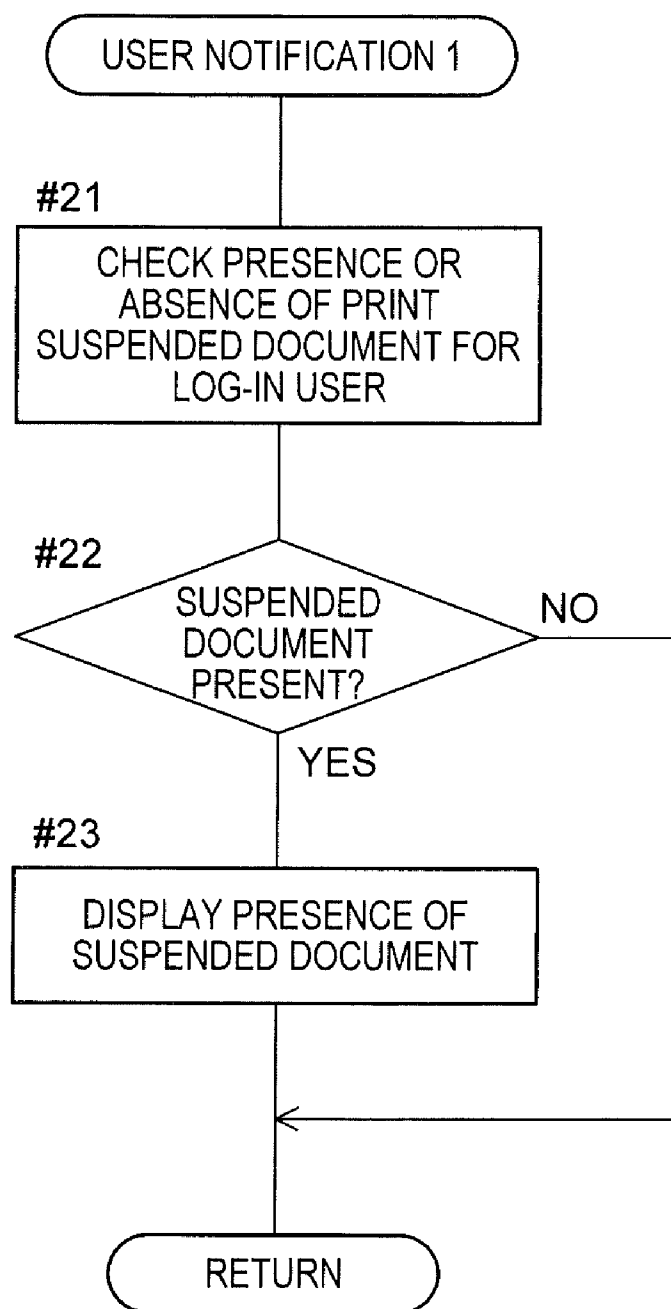 USER NOTIFICATION 1
#21
CHECK PRESENCE OR
ABSENCE OF PRINT
SUSPENDED DOCUMENT FOR
LOG-IN USER
#22
SUSPENDED
DOCUMENT
PRESENT?
NO
YES
#23
DISPLAY PRESENCE OF
SUSPENDED DOCUMENT
RETURN